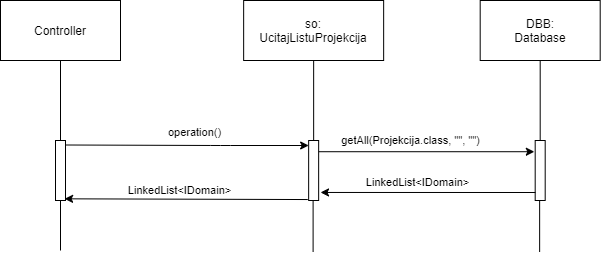 Controller
so:
UcitajListuProjekcija
DBB:
Database
operation()
getAll(Projekcija.class, "", "")
LinkedList<IDomain>
LinkedList<IDomain>